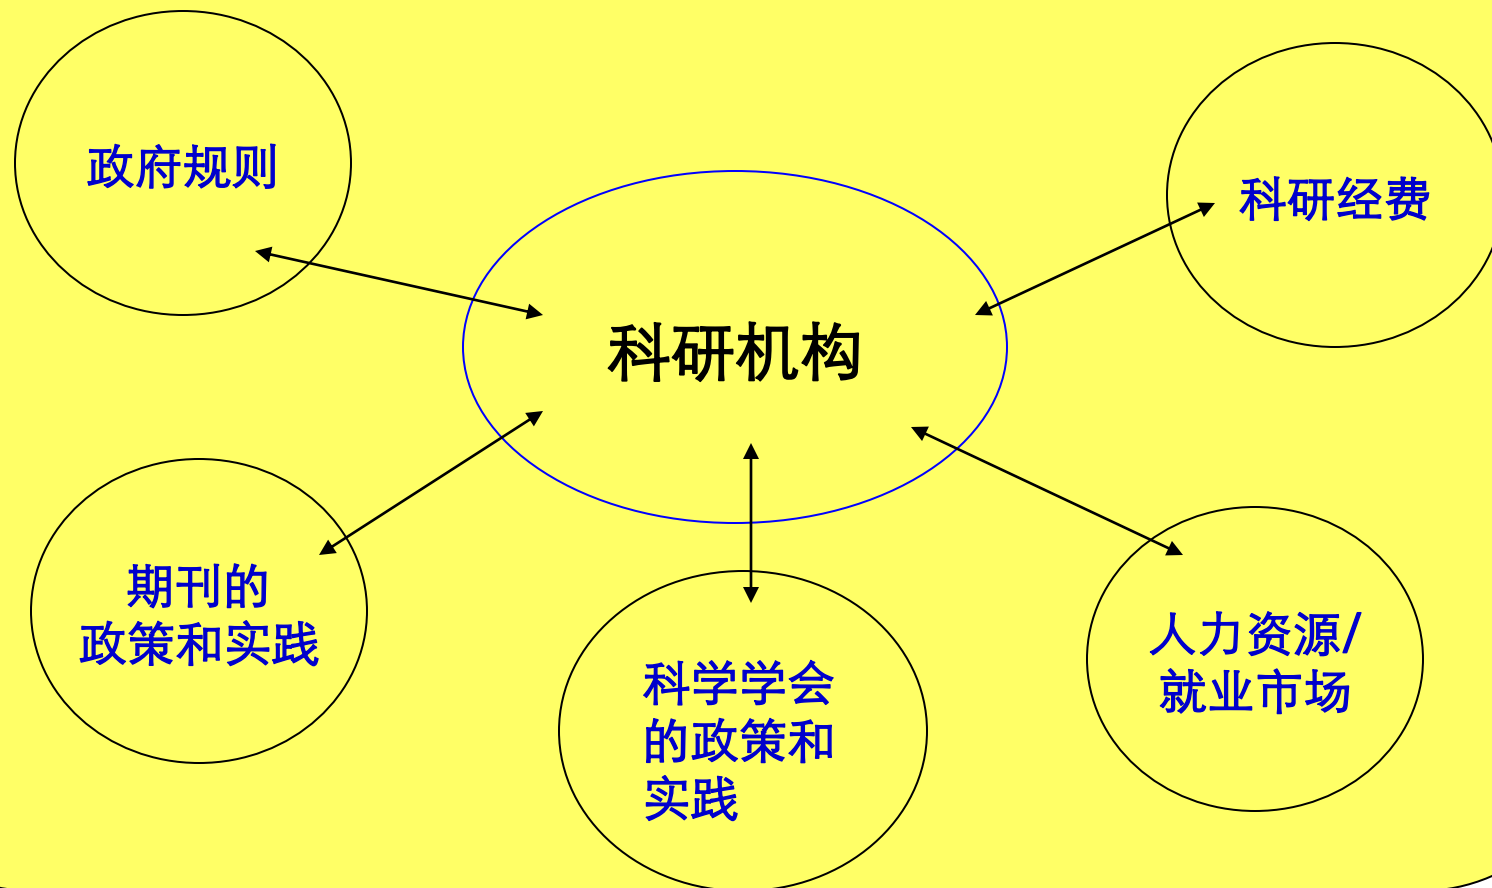 政府规则
科研经费
科研机构
期刊的
政策和实践
科学学会
的政策和
实践
人力资源/
就业市场